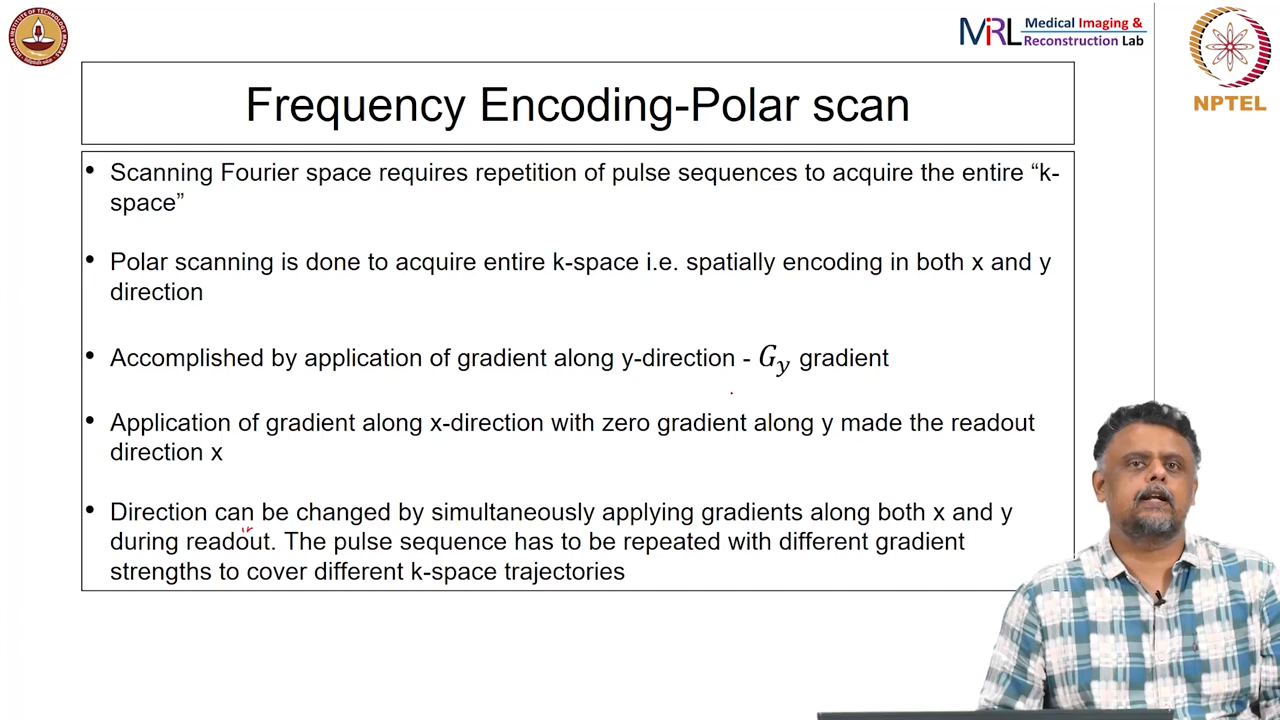 MiRL Medical Imaging &
Reconstruction Lab
NPTEL
Frequency Encoding-Polar scan
• Scanning Fourier space requires repetition of pulse sequences to acquire the entire “k-
space”
• Polar scanning is done to acquire entire k-space i.e. spatially encoding in both x and y
direction
• Accomplished by application of gradient along y-direction - Gy gradient
• Application of gradient along x-direction with zero gradient along y made the readout
direction x
• Direction can be changed by simultaneously applying gradients along both x and y
during readout. The pulse sequence has to be repeated with different gradient
strengths to cover different k-space trajectories